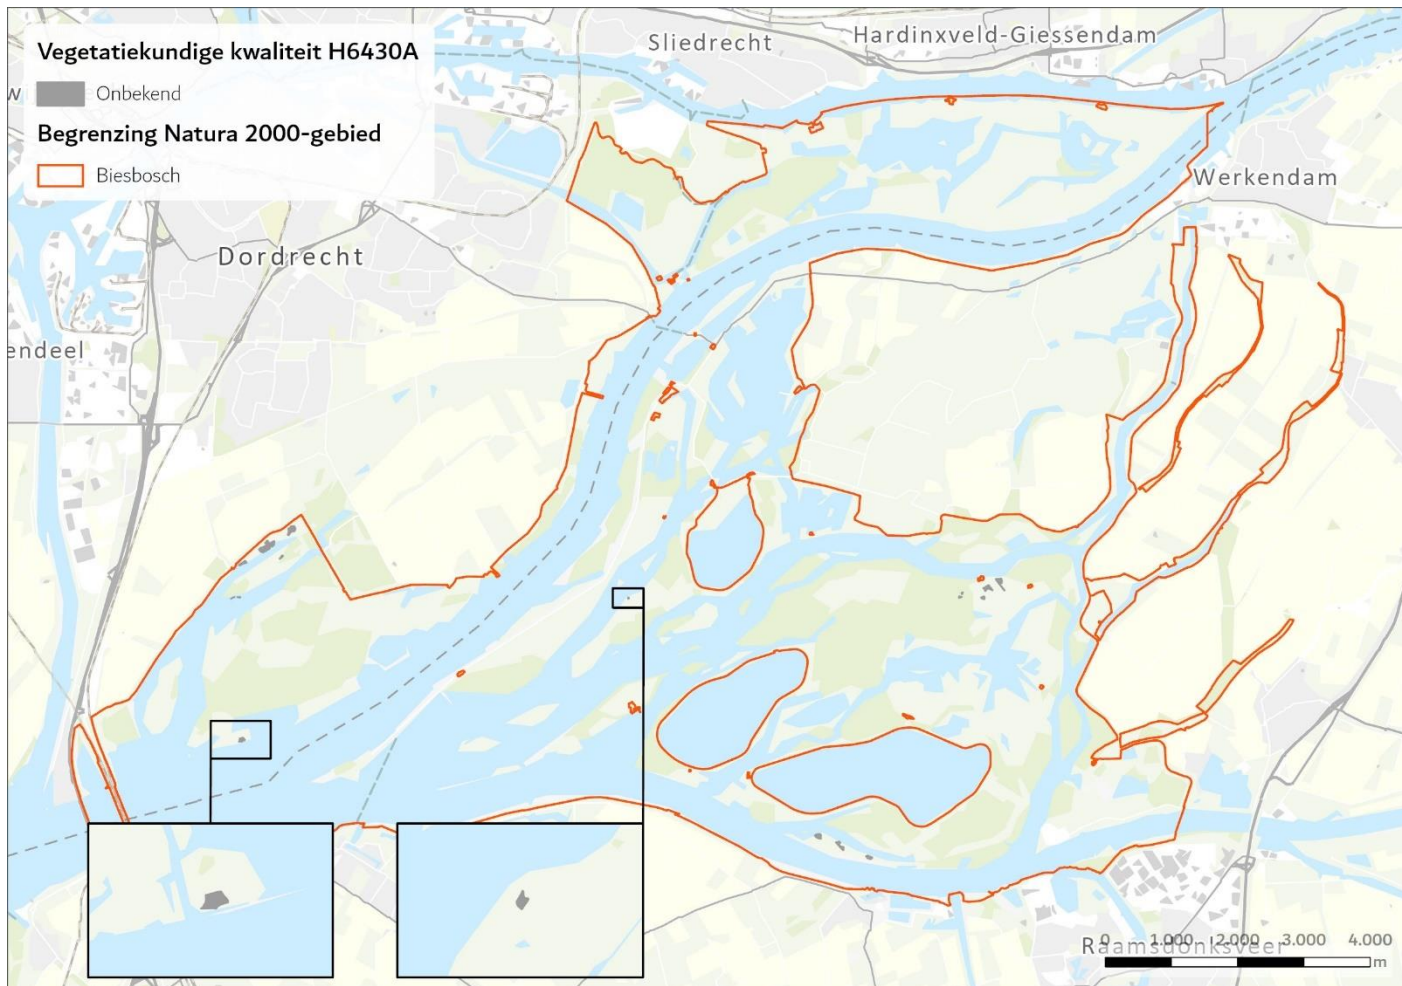 Vegetatiekundige kwaliteit H6430A
Onbekend
Begrenzing Natura 2000-gebied
Biesbosch
w
Sliedrecht
Hardinxveld-Giessendam
Werkendam
Dordrecht
endeel
Raamsdonksveer
0 1.000 2.000 3.000 4.000
m